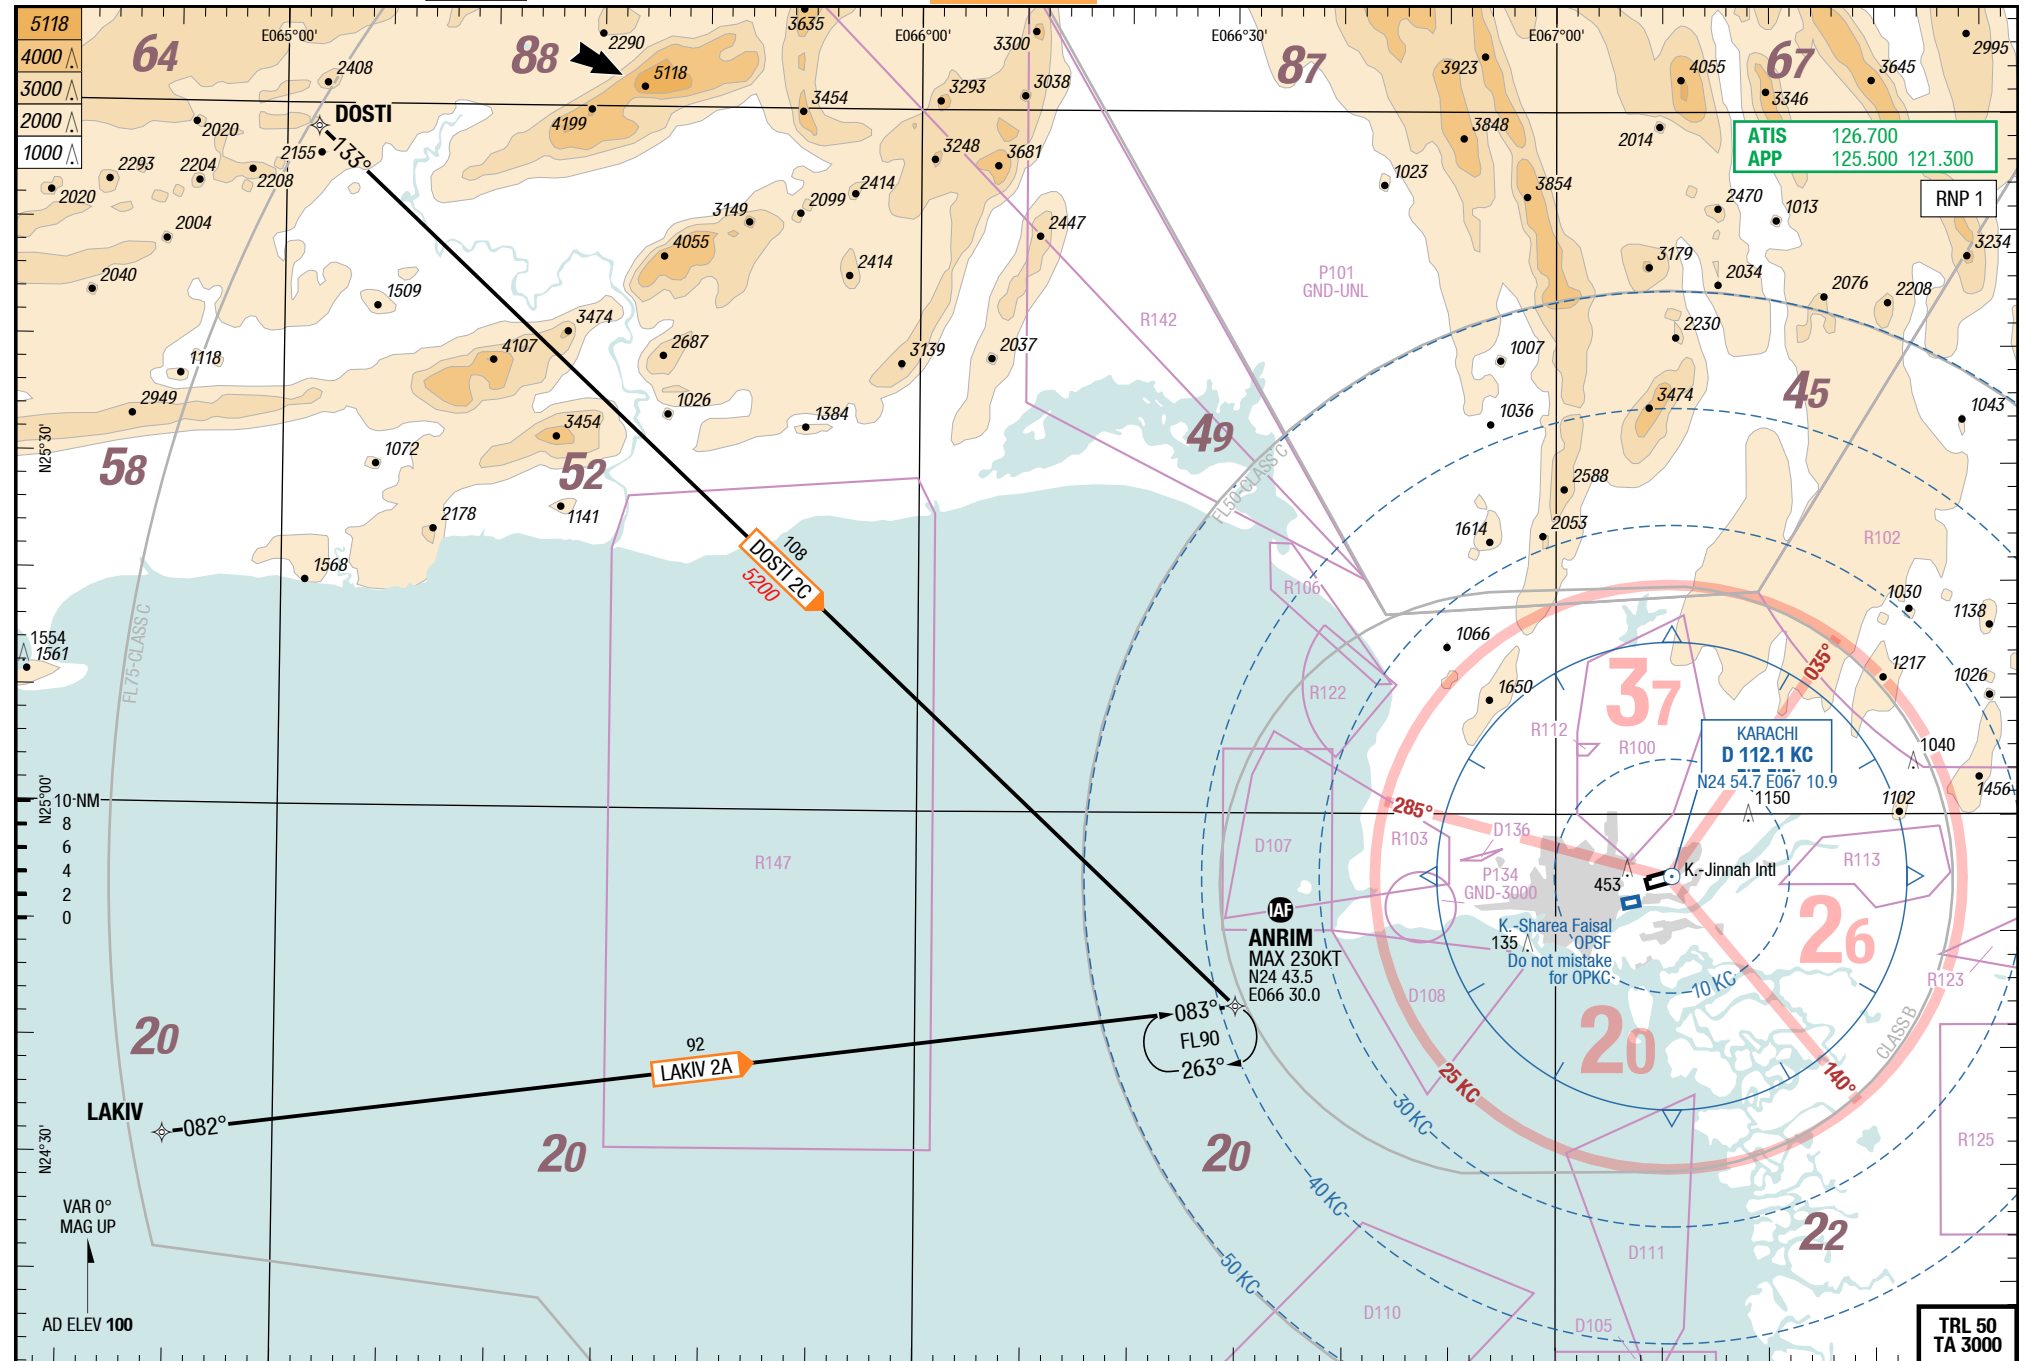 5118
4000
3000
2000
1000
64
E065°00'
88
2290
5118
3635
E066°00'
3300
E066°30'
87
3923
E067°00'
4055
67
3346
3645
2995
2408
DOSTI
133°
2020
2155
4199
3454
3293
3038
3248
3681
3848
2014
ATIS 126.700
APP 125.500 121.300
RNP 1
2293
2204
2208
2020
2004
2040
3149
2099
2414
4055
2414
2447
1023
3854
2470
1013
3234
3179
2034
2076
2208
P101
GND-UNL
R142
1509
3474
4107
2687
3139
2037
2230
1007
1118
2949
1026
1384
1036
3474
45
1043
N25°30'
58
1072
3454
52
49
FL50-CLASS C
2178
1141
2588
1614
2053
R102
1568
108
DOSTI 2C
5200
R106
1030
1138
1554
1561
FL75-CLASS C
1066
1650
R122
37
035°
1217
1026
R112
R100
KARACHI
D 112.1 KC
N24 54.7 E067 10.9
1040
1150
1456
1102
N25°00'
10 NM
8
6
4
2
0
R147
D107
285°
R103
D136
P134
GND-3000
453
K.-Jinnah Intl
R113
IAF
ANRIM
MAX 230KT
N24 43.5
E066 30.0
K.-Sharea Faisal
OPSF
135
Do not mistake
for OPKC
10 KC
26
R123
D108
083°
FL90
263°
20
92
LAKIV 2A
20
CLASS B
25 KC
140°
LAKIV
082°
30 KC
N24°30'
20
20
R125
40 KC
VAR 0°
MAG UP
50 KC
D111
22
D110
D105
AD ELEV 100
TRL 50
TA 3000